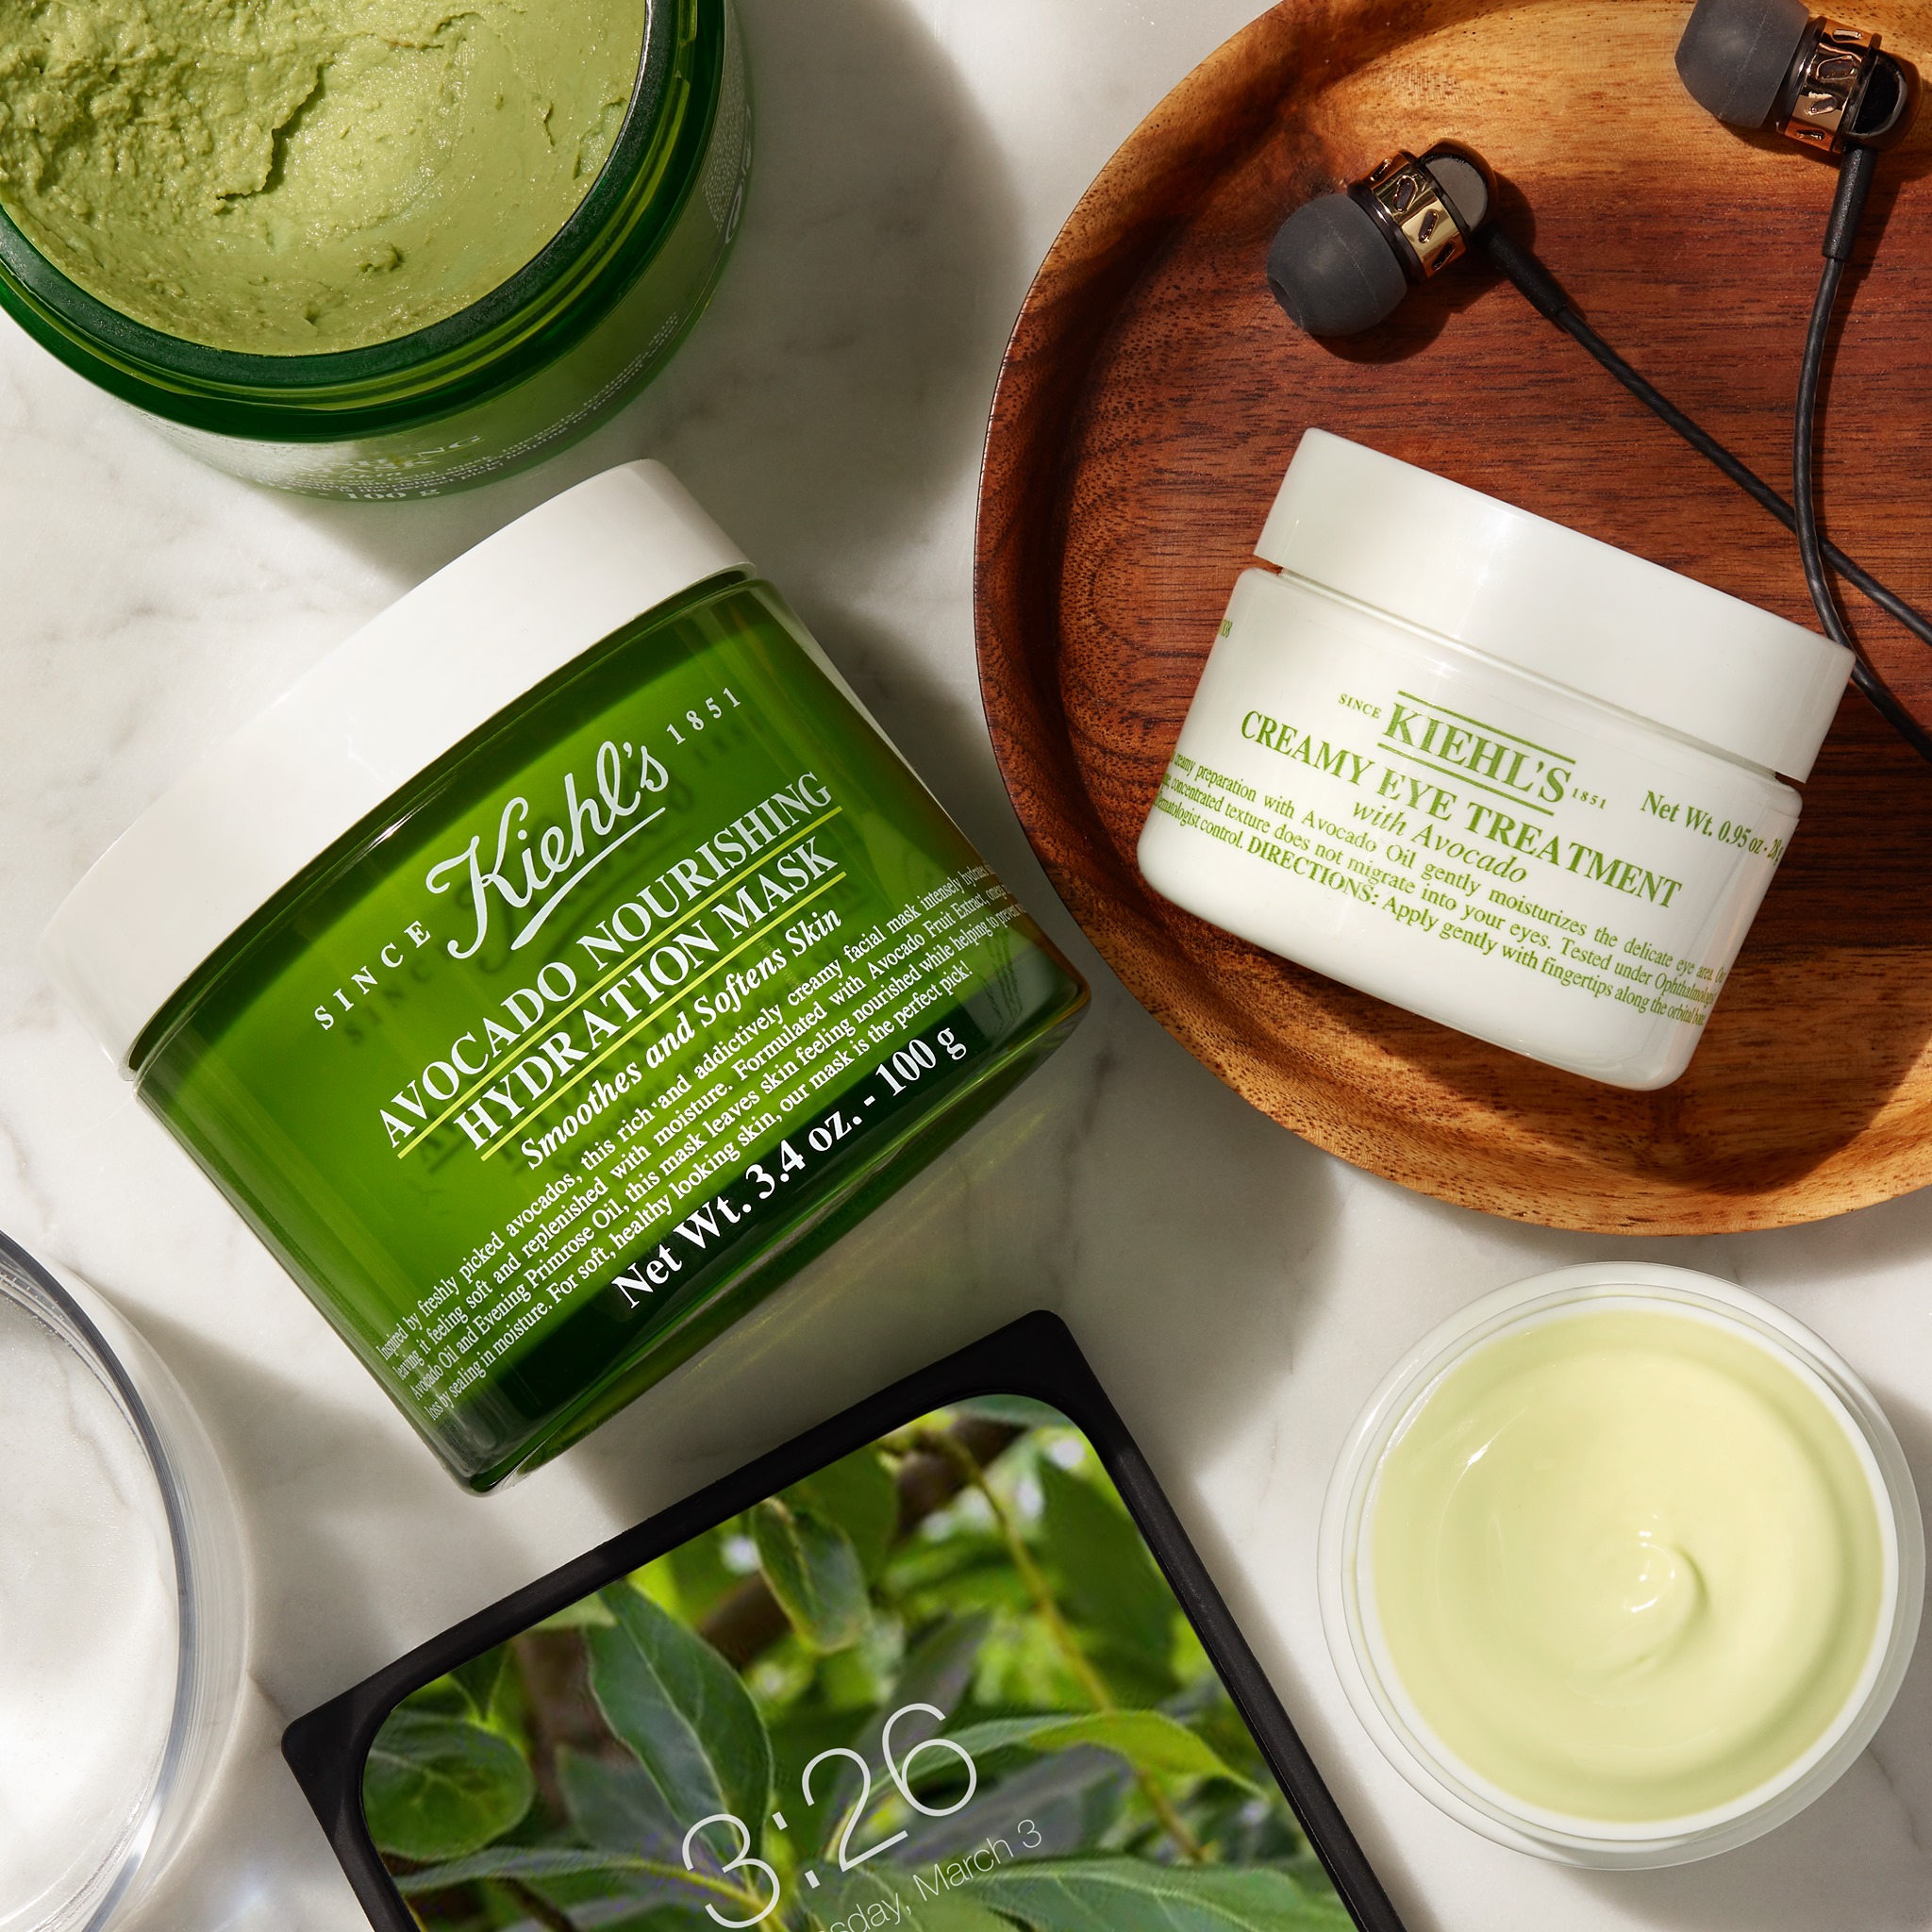 SINCE Kiehl's 1851
AVOCADO NOURISHING
HYDRATION MASK
Smoothes and Softens Skin
Inspired by freshly picked avocados, this rich and addictively creamy facial mask intensely hydrates
leaving it feeling soft and replenished with moisture. Formulated with Avocado Fruit Extract,
Avocado Oil and Evening Primrose Oil, this mask leaves skin feeling nourished while helping to prevent
loss by sealing in moisture. For soft, healthy looking skin, our mask is the perfect pick!
Net Wt. 3.4 oz. - 100 g
SINCE KIEHL'S 1851
CREAMY EYE TREATMENT
with Avocado
Net Wt. 0.95 oz · 28 g
creamy preparation with Avocado Oil gently moisturizes the delicate eye area.
concentrated texture does not migrate into your eyes. Tested under
control. DIRECTIONS: Apply gently with fingertips along the orbital bone.
100 g
3:26
sday, March 3